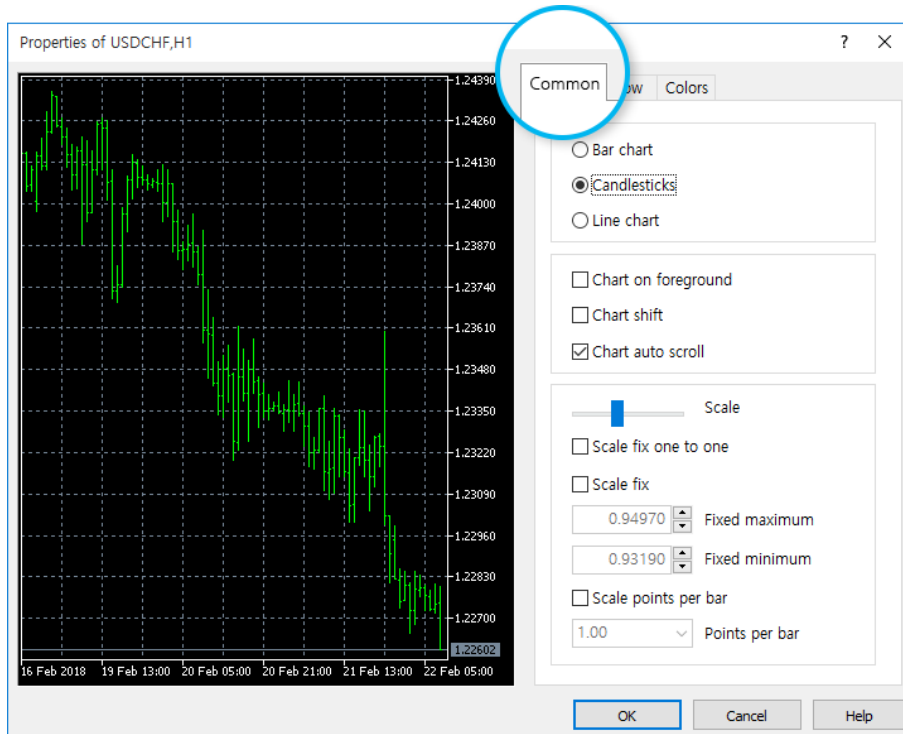 Properties of USDCHF,H1
?
Common
Colors
1.24390
1.24260
1.24130
1.24000
1.23870
1.23740
1.23610
1.23480
1.23350
1.23220
1.23090
1.22960
1.22830
1.22700
1.22602
16 Feb 2018 19 Feb 13:00 20 Feb 05:00 20 Feb 21:00 21 Feb 13:00 22 Feb 05:00
Bar chart
Candlesticks
Line chart
Chart on foreground
Chart shift
Chart auto scroll
Scale
Scale fix one to one
Scale fix
0.94970 Fixed maximum
0.93190 Fixed minimum
Scale points per bar
1.00 Points per bar
OK Cancel Help